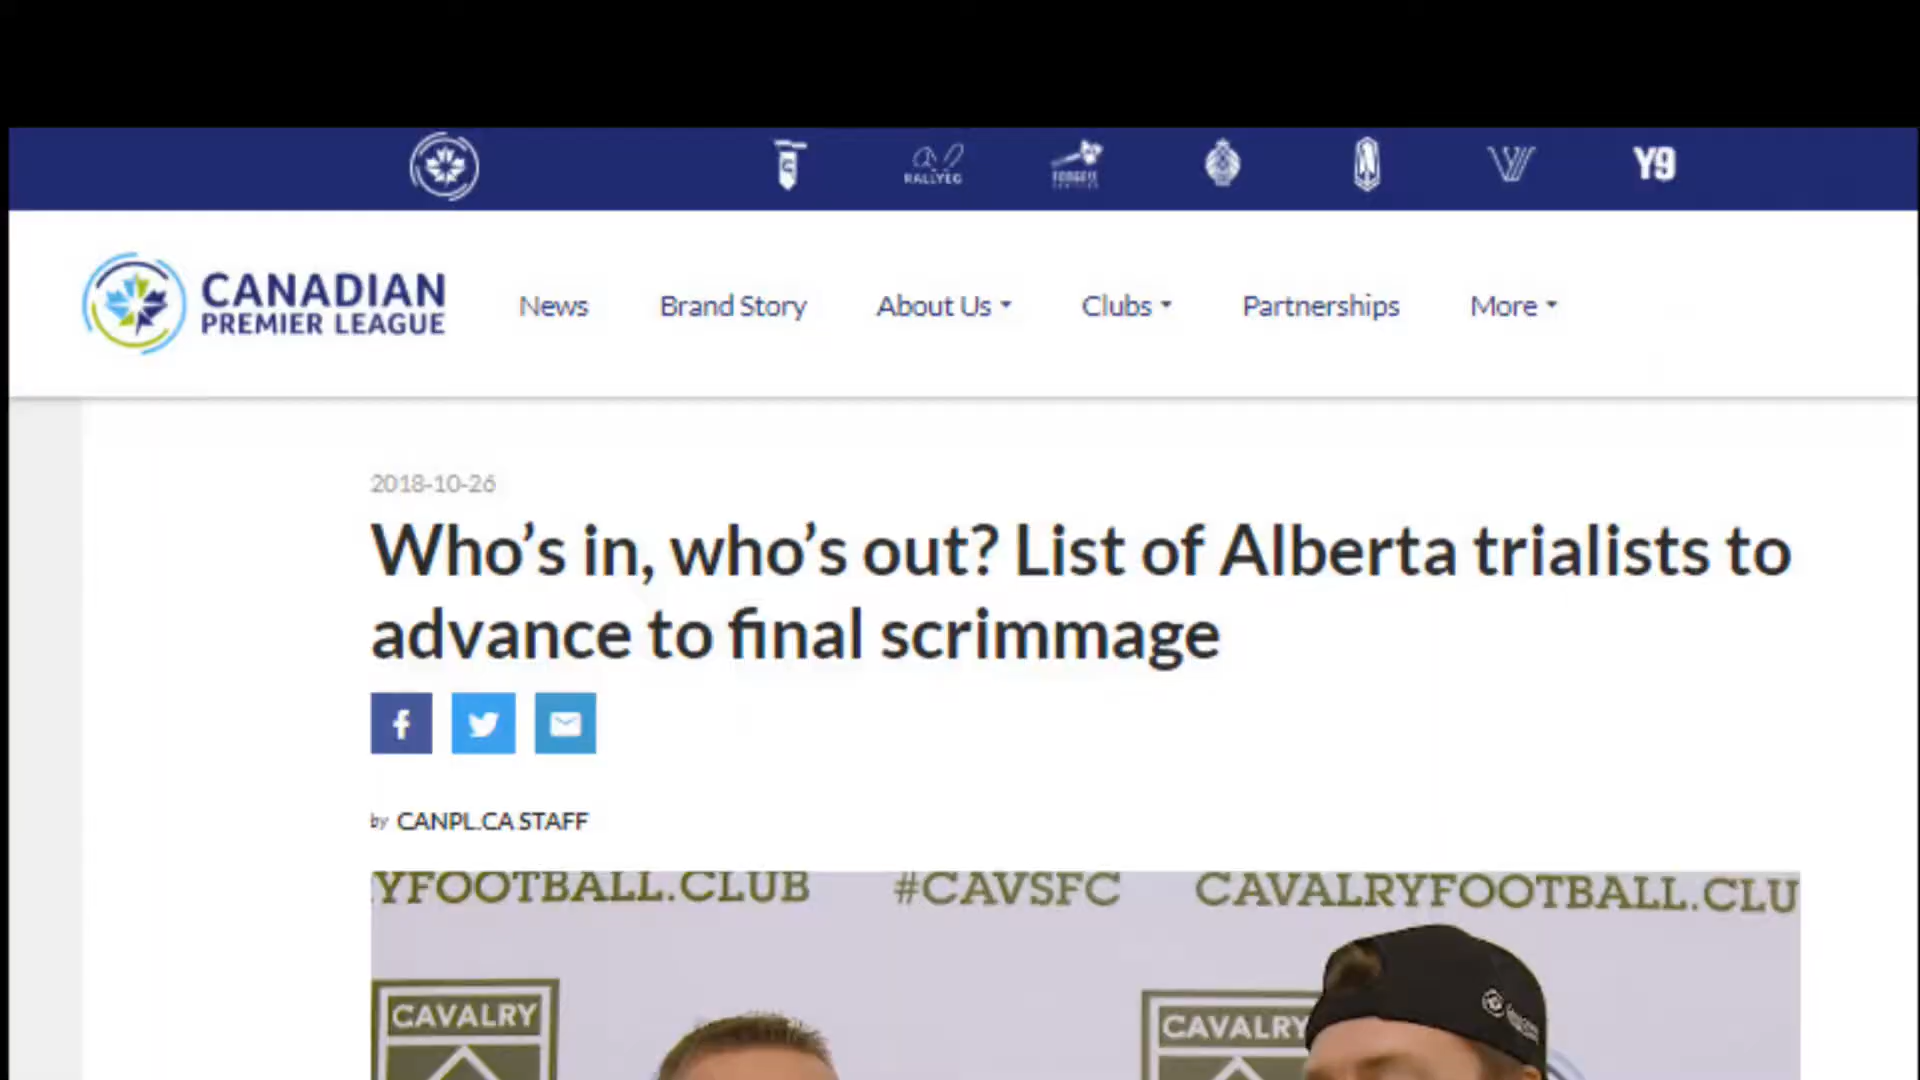 RALLYEG
Y9
CANADIAN
PREMIER LEAGUE
News Brand Story About Us Clubs Partnerships More
2018-10-26
Who's in, who's out? List of Alberta trialists to
advance to final scrimmage
by CANPL.CA STAFF
RYFOOTBALL.CLUB #CAVSFC CAVALRYFOOTBALL.CLU
CAVALRY CAVALRY